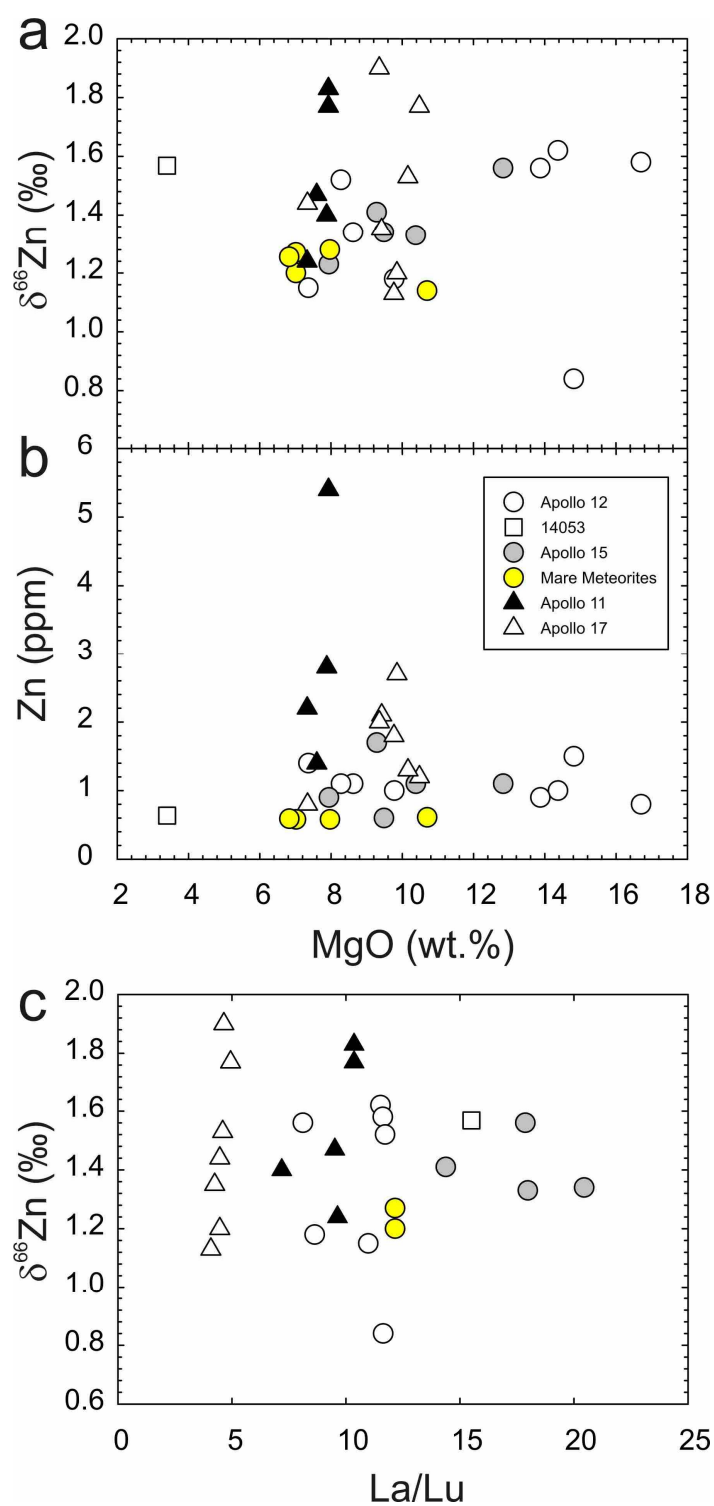 a
2.0
1.8
1.6
1.4
1.2
1.0
0.8
δ⁶⁶Zn (‰)
b
6
5
4
3
2
1
0
Zn (ppm)
Apollo 12
14053
Apollo 15
Mare Meteorites
Apollo 11
Apollo 17
2 4 6 8 10 12 14 16 18
MgO (wt.%)
c
2.0
1.8
1.6
1.4
1.2
1.0
0.8
0.6
δ⁶⁶Zn (‰)
0 5 10 15 20 25
La/Lu